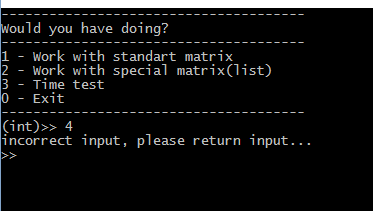 -----------------------------------
Would you have doing?
-----------------------------------
1 - Work with standart matrix
2 - Work with special matrix(list)
3 - Time test
0 - Exit
-----------------------------------
(int)>> 4
incorrect input, please return input...
>>